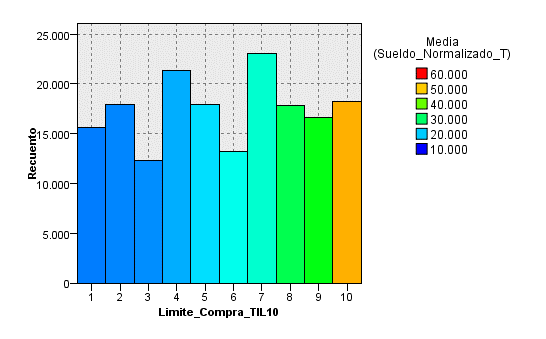 25.000
20.000
15.000
10.000
5.000
0
Recuento
1 2 3 4 5 6 7 8 9 10
Limite_Compra_TIL10
Media
(Sueldo_Normalizado_T)
60.000
50.000
40.000
30.000
20.000
10.000